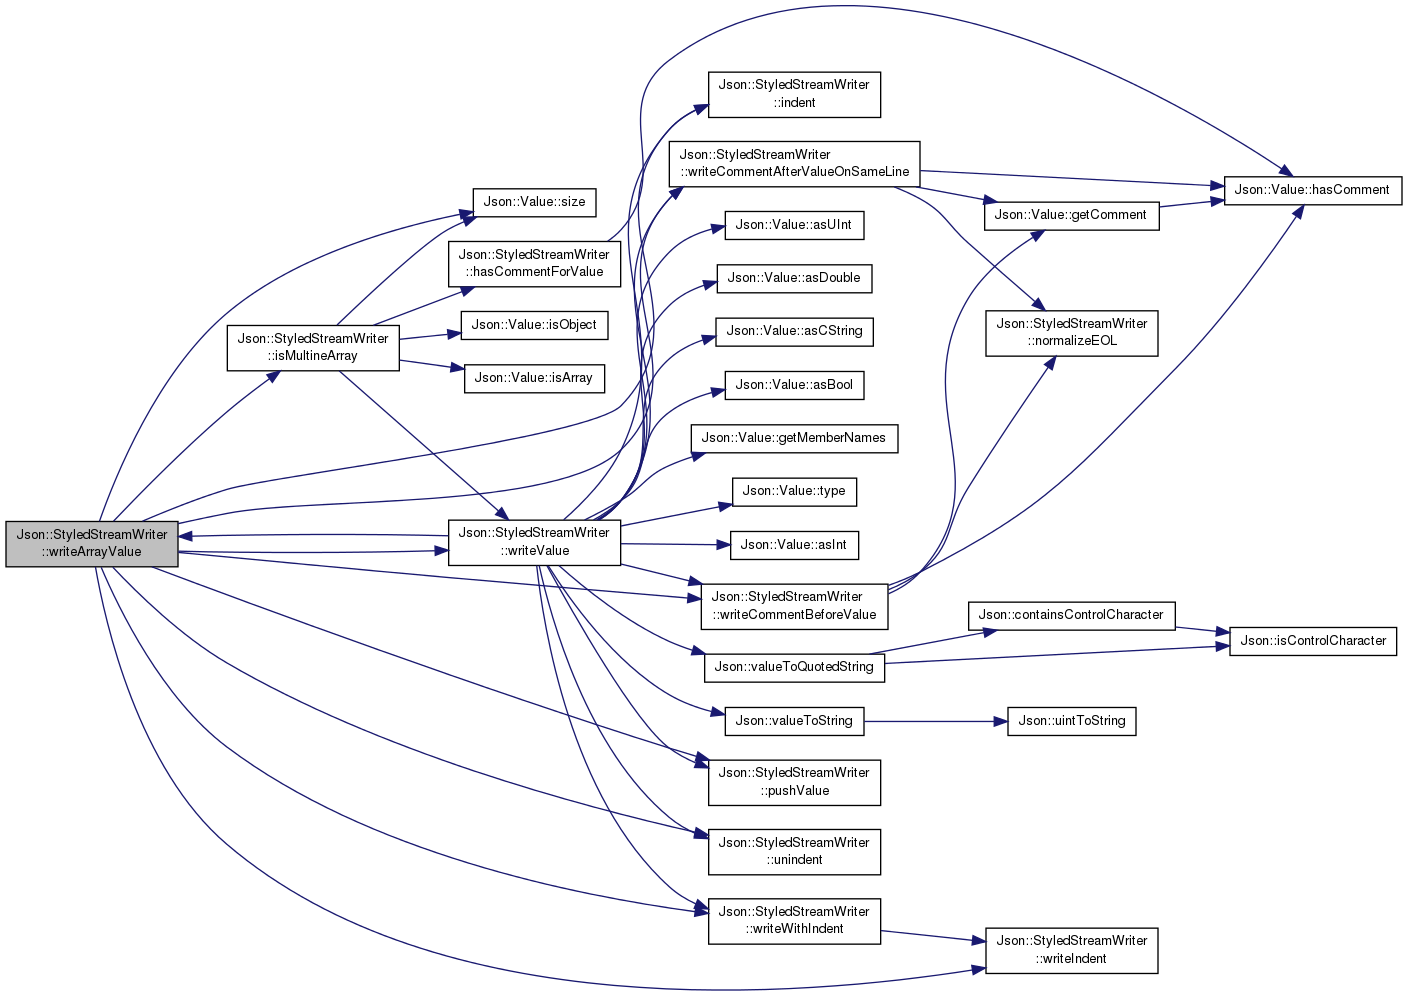 Json::StyledStreamWriter
::writeArrayValue
Json::Value::size
Json::StyledStreamWriter
::hasCommentForValue
Json::StyledStreamWriter
::isMultineArray
Json::Value::isObject
Json::Value::isArray
Json::StyledStreamWriter
::writeValue
Json::StyledStreamWriter
::indent
Json::StyledStreamWriter
::writeCommentAfterValueOnSameLine
Json::Value::asUInt
Json::Value::asDouble
Json::Value::asCString
Json::Value::asBool
Json::Value::getMemberNames
Json::Value::type
Json::Value::asInt
Json::StyledStreamWriter
::writeCommentBeforeValue
Json::valueToQuotedString
Json::valueToString
Json::StyledStreamWriter
::pushValue
Json::StyledStreamWriter
::unindent
Json::StyledStreamWriter
::writeWithIndent
Json::Value::hasComment
Json::Value::getComment
Json::StyledStreamWriter
::normalizeEOL
Json::containsControlCharacter
Json::isControlCharacter
Json::uintToString
Json::StyledStreamWriter
::writeIndent